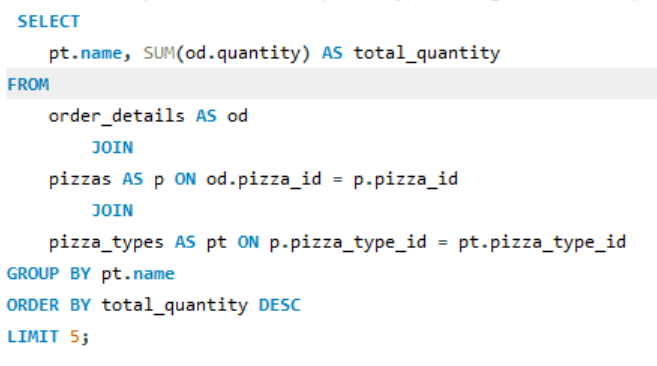 SELECT
pt.name, SUM(od.quantity) AS total_quantity
FROM
order_details AS od
JOIN
pizzas AS p ON od.pizza_id = p.pizza_id
JOIN
pizza_types AS pt ON p.pizza_type_id = pt.pizza_type_id
GROUP BY pt.name
ORDER BY total_quantity DESC
LIMIT 5;